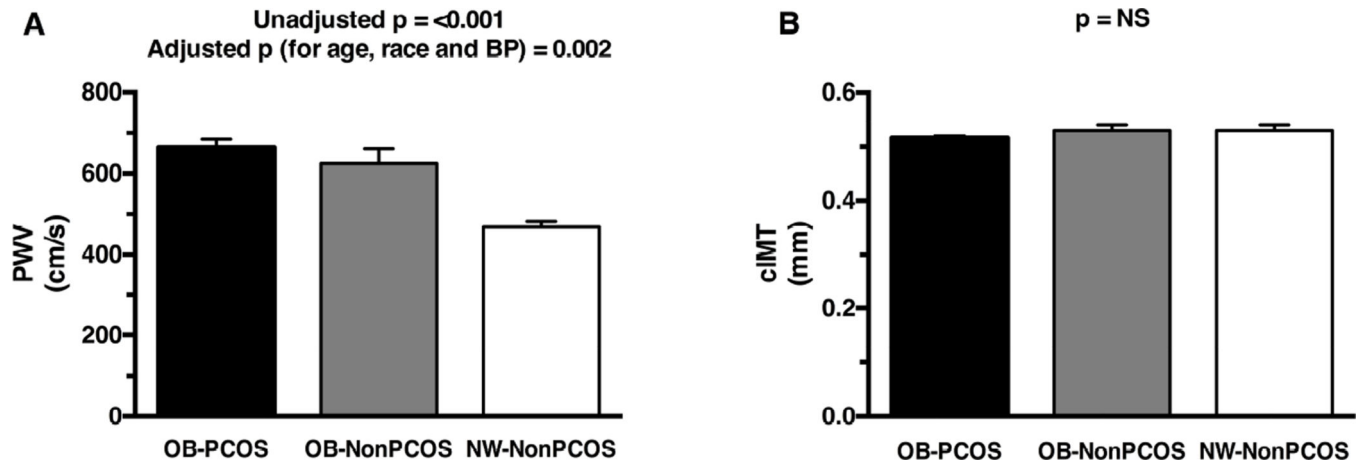 A
Unadjusted p = <0.001
Adjusted p (for age, race and BP) = 0.002
800
600
400
200
0
PWV
(cm/s)
OB-PCOS OB-NonPCOS NW-NonPCOS
B
p = NS
0.6
0.4
0.2
0.0
cIMT
(mm)
OB-PCOS OB-NonPCOS NW-NonPCOS